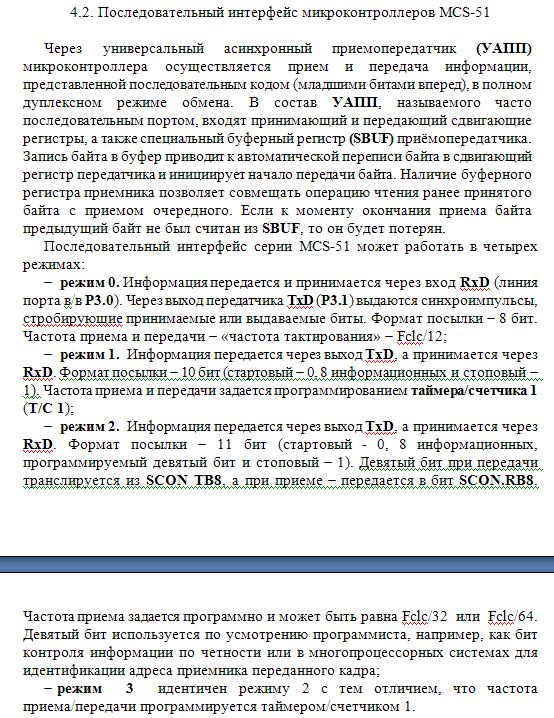 4.2. Последовательный интерфейс микроконтроллеров MCS-51
Через универсальный асинхронный приемопередатчик (УАПП)
микроконтроллера осуществляется прием и передача информации,
представленной последовательным кодом (младшими битами вперед), в полном
дуплексном режиме обмена. В состав УАПП, называемого часто
последовательным портом, входят принимающий и передающий сдвигающие
регистры, а также специальный буферный регистр (SBUF) приёмопередатчика.
Запись байта в буфер приводит к автоматической переписи байта в сдвигающий
регистр передатчика и инициирует начало передачи байта. Наличие буферного
регистра приемника позволяет совмещать операцию чтения ранее принятого
байта с приемом очередного. Если к моменту окончания приема байта
предыдущий байт не был считан из SBUF, то он будет потерян.
Последовательный интерфейс серии MCS-51 может работать в четырех
режимах:
– режим 0. Информация передается и принимается через вход RxD (линия
порта в/в P3.0). Через выход передатчика TxD (P3.1) выдаются синхроимпульсы,
стробирующие принимаемые или выдаваемые биты. Формат посылки – 8 бит.
Частота приема и передачи – «частота тактирования» – Fclc/12;
– режим 1. Информация передается через выход TxD, а принимается через
RxD. Формат посылки – 10 бит (стартовый – 0, 8 информационных и стоповый –
1). Частота приема и передачи задается программированием таймера/счетчика 1
(T/C 1);
– режим 2. Информация передается через выход TxD, а принимается через
RxD. Формат посылки – 11 бит (стартовый - 0, 8 информационных,
программируемый девятый бит и стоповый – 1). Девятый бит при передачи
транслируется из SCON TB8, а при приеме – передается в бит SCON.RB8.
Частота приема задается программно и может быть равна Fclc/32 или Fclc/64.
Девятый бит используется по усмотрению программиста, например, как бит
контроля информации по четности или в многопроцессорных системах для
идентификации адреса приемника переданного кадра;
– режим 3 идентичен режиму 2 с тем отличием, что частота
приема/передачи программируется таймером/счетчиком 1.